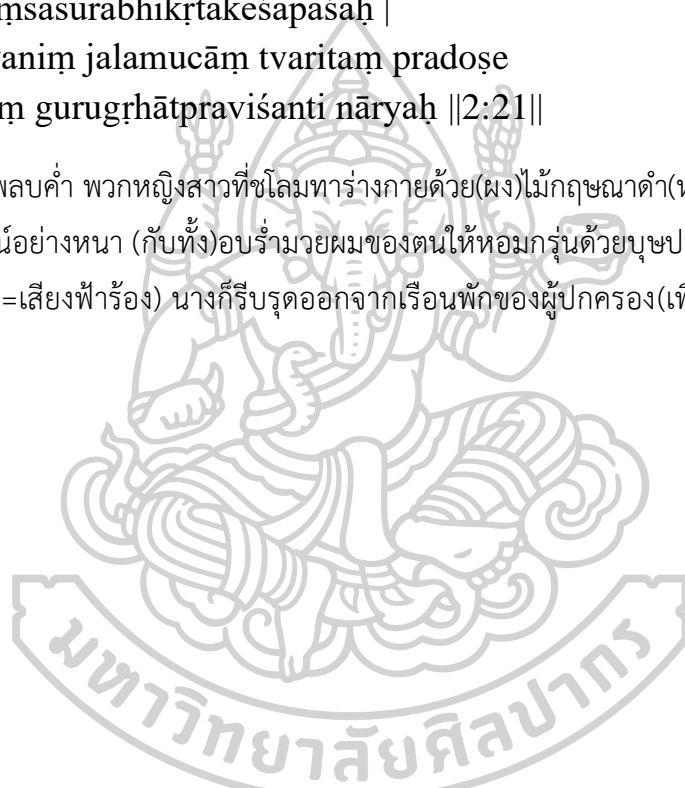 ṃsasurabhikṛtakeśapāśaḥ |
vaniṃ jalamucāṃ tvaritaṃ pradoṣe
ṃ gurugṛhātpraviśanti nāryaḥ ||2:21||
พลบค่ำ พวกหญิงสาวที่ชโลมทาร่างกายด้วย(ผง)ไม้กฤษณาดำ(
น์อย่างหนา (กับทั้ง)อบร่ำมวยผมของตนให้หอมกรุ่นด้วยบุษป
=เสียงฟ้าร้อง) นางก็รีบรุดออกจากเรือนพักของผู้ปกครอง(เพื
มหาวิทยาลัยศิลปากร